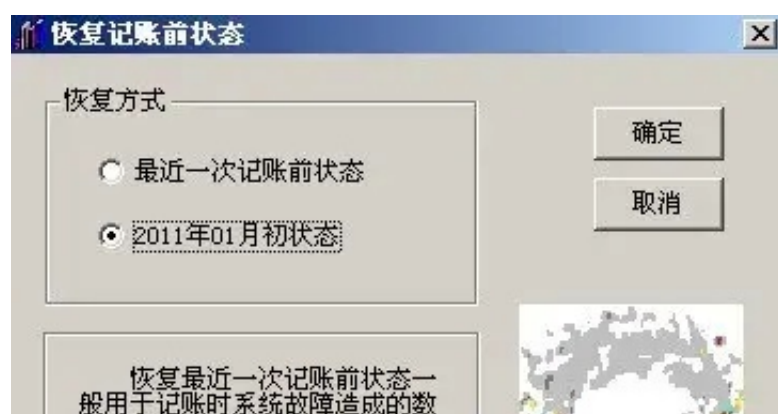 恢复记账前状态
恢复方式
最近一次记账前状态
2011年01月初状态
确定
取消
恢复最近一次记账前状态一
般用于记账时系统故障造成的数